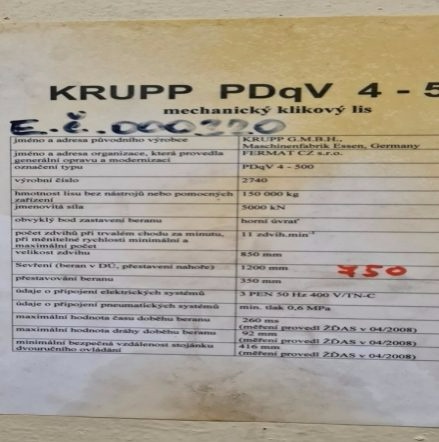 KRUPP PDqV 4 - 5
mechanický klikový lis
E.č. 000320
jméno a adresa původního výrobce KRUPP G.M.B.H.,
Maschinenfabrik Essen, Germany
jméno a adresa organizace, která provedla FERMAT CZ s.r.o.
generální opravu a modernizaci
označení typu PDqV 4 - 500
výrobní číslo 2740
hmotnost lisu bez nástrojů nebo pomocných 150 000 kg
zařízení
jmenovitá síla 5000 kN
obvyklý bod zastavení beranu horní úvrať
počet zdvihů při trvalém chodu za minutu, 11 zdvih.min⁻¹
při měnitelné rychlosti minimální a
maximální počet
velikost zdvihu 850 mm
Sevření (beran v DÚ, přestavení nahoře) 1200 mm 750
přestavování beranu 350 mm
údaje o připojení elektrických systémů 3 PEN 50 Hz 400 V/TN-C
údaje o připojení pneumatických systémů min. tlak 0,6 MPa
maximální hodnota času doběhu beranu 260 ms
(měření provedl ŽĎAS v 04/2008)
maximální hodnota dráhy doběhu beranu 92 mm
(měření provedl ŽĎAS v 04/2008)
minimální bezpečná vzdálenost stojánku 416 mm
dvouručního ovládání (měření provedl ŽĎAS v 04/2008)